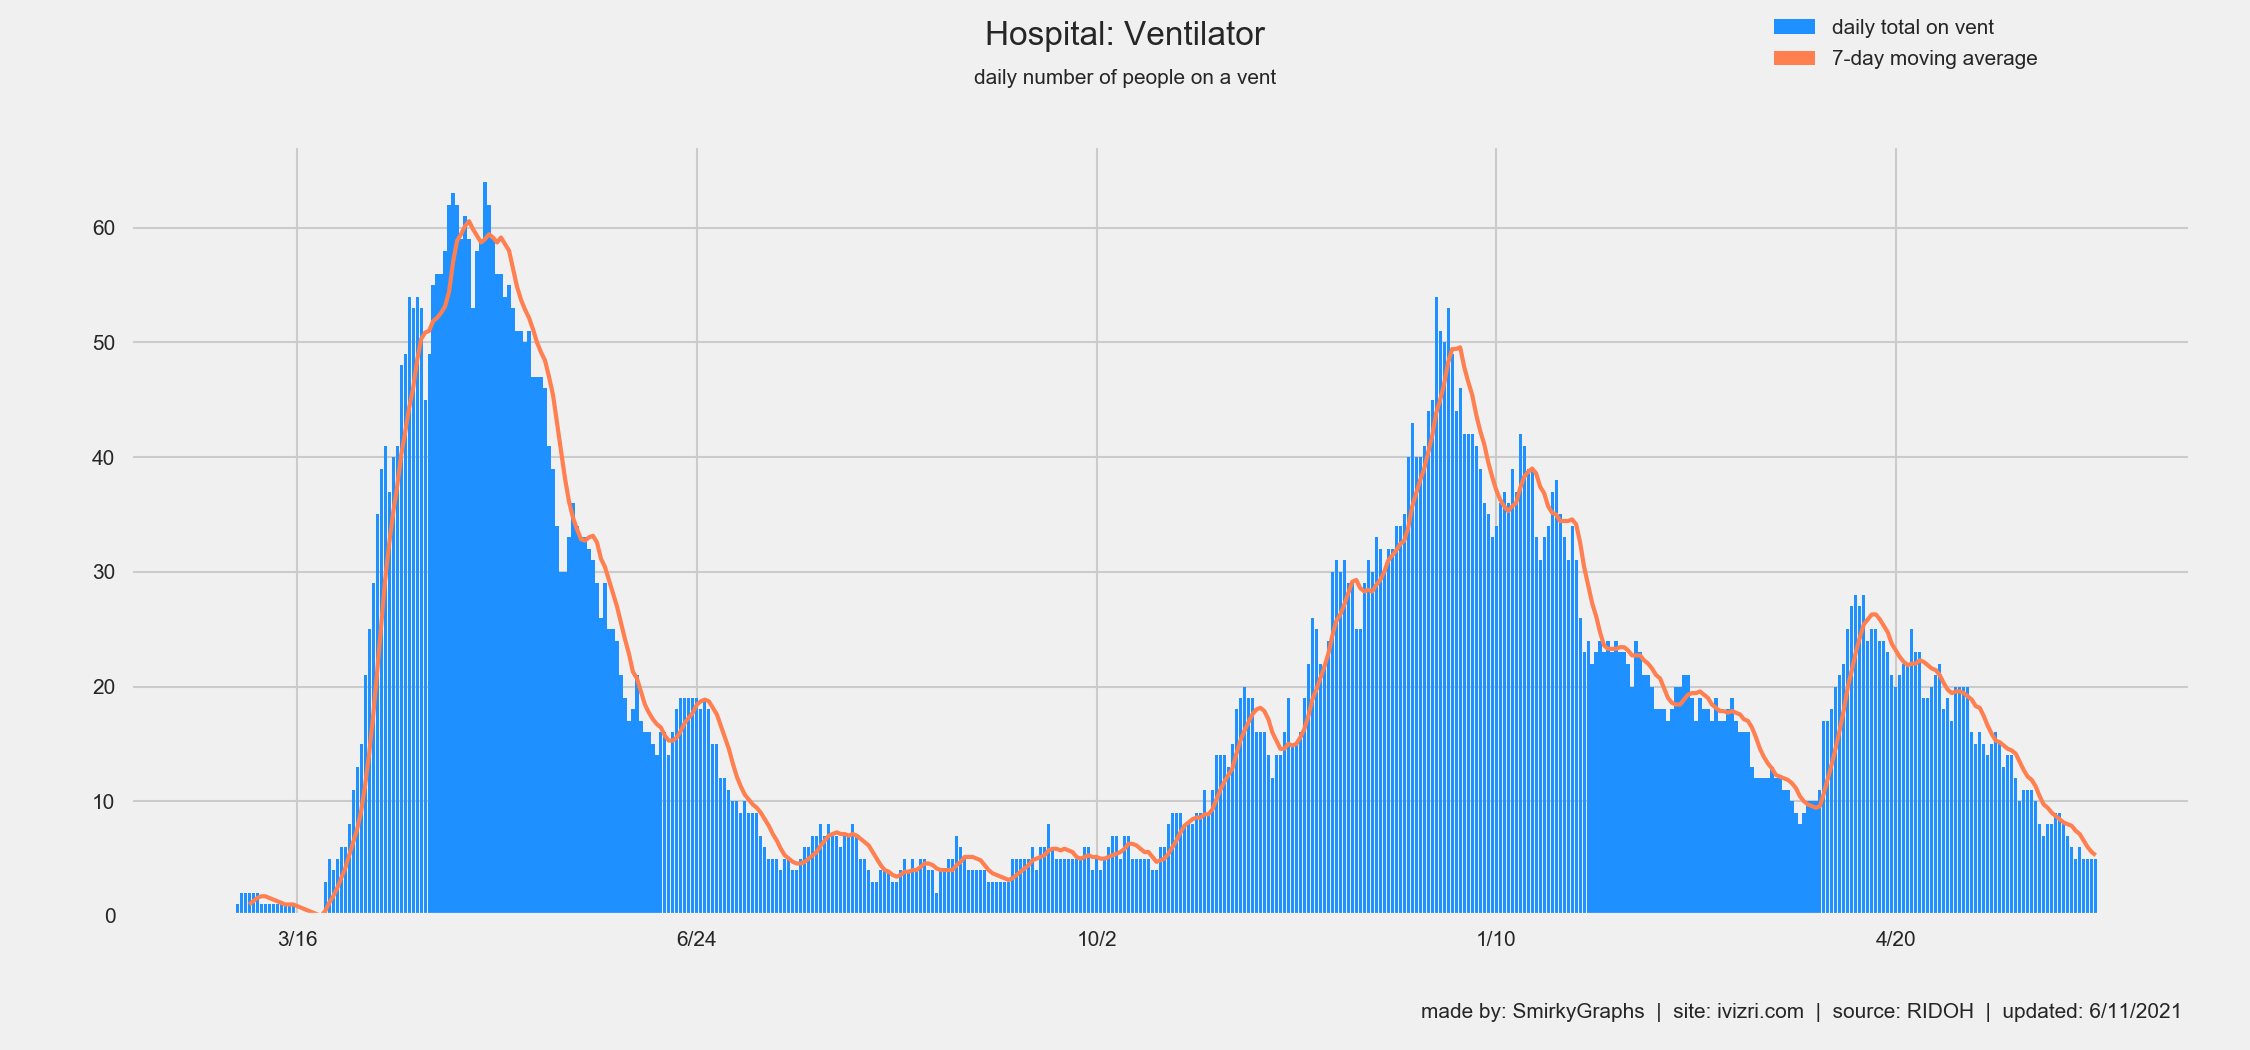 Hospital: Ventilator
daily number of people on a vent
daily total on vent
7-day moving average
60
50
40
30
20
10
0
3/16 6/24 10/2 1/10 4/20
made by: SmirkyGraphs | site: ivizri.com | source: RIDOH | updated: 6/11/2021